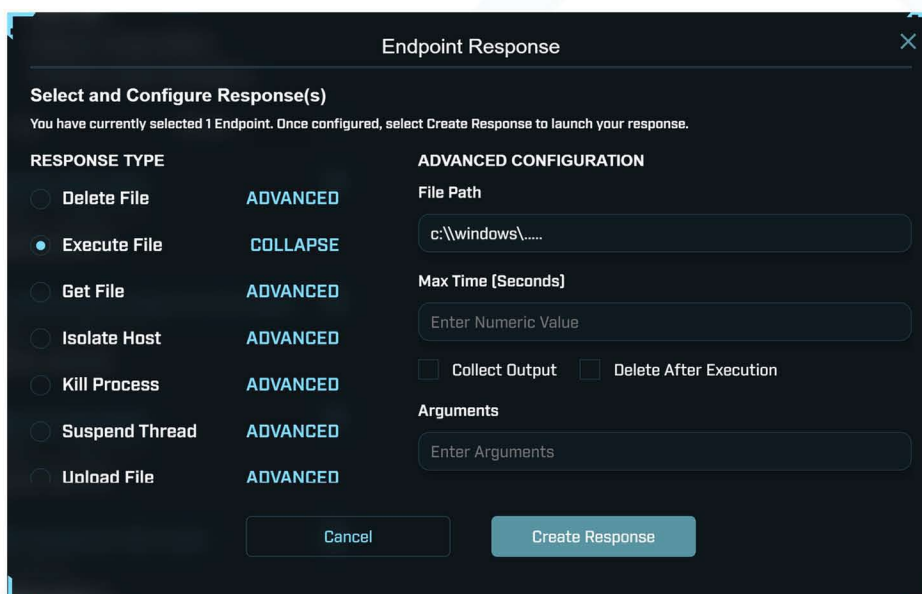 Endpoint Response
Select and Configure Response(s)
You have currently selected 1 Endpoint. Once configured, select Create Response to launch your response.
RESPONSE TYPE
Delete File ADVANCED
Execute File COLLAPSE
Get File ADVANCED
Isolate Host ADVANCED
Kill Process ADVANCED
Suspend Thread ADVANCED
Upload File ADVANCED
ADVANCED CONFIGURATION
File Path
c:\\windows\.....
Max Time (Seconds)
Enter Numeric Value
Collect Output Delete After Execution
Arguments
Enter Arguments
Cancel Create Response